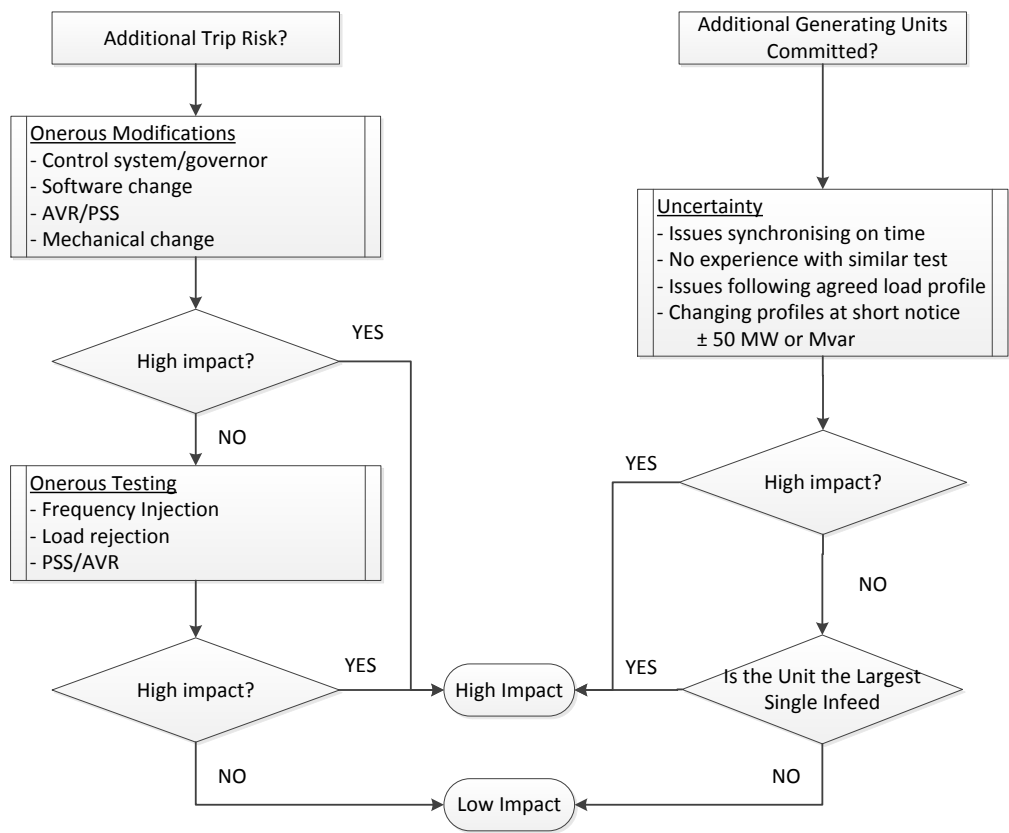 Additional Trip Risk?
Onerous Modifications
- Control system/governor
- Software change
- AVR/PSS
- Mechanical change
High impact?
YES
NO
Onerous Testing
- Frequency Injection
- Load rejection
- PSS/AVR
High impact?
YES
NO
Additional Generating Units
Committed?
Uncertainty
- Issues synchronising on time
- No experience with similar test
- Issues following agreed load profile
- Changing profiles at short notice
± 50 MW or Mvar
High impact?
YES
NO
Is the Unit the Largest
Single Infeed
YES
NO
High Impact
Low Impact